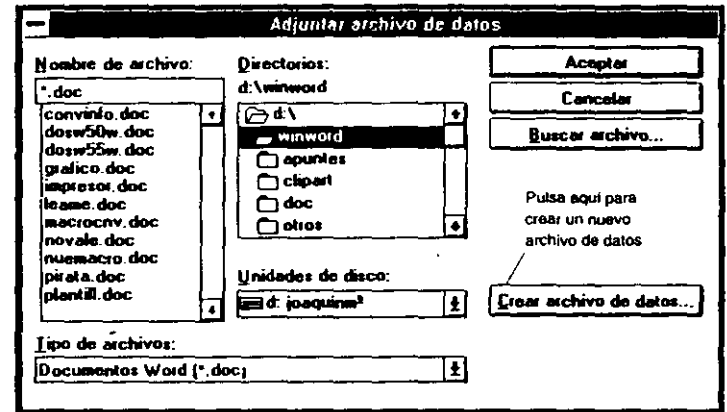 Adjuntar archivo de datos
Nombre de archivo:
*.doc
convinfo.doc
dosw50w.doc
dosw55w.doc
grafico.doc
impresor.doc
leame.doc
macrocnv.doc
novale.doc
nuemacro.doc
pirata.doc
plantill.doc
Tipo de archivos:
Documentos Word (*.doc)
Directorios:
d:\winword
d:\
winword
apuntes
clipart
doc
otros
Unidades de disco:
d: joaquinm²
Aceptar
Cancelar
Buscar archivo...
Pulsa aquí para
crear un nuevo
archivo de datos
Crear archivo de datos...